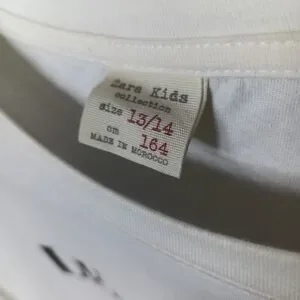 Zara Kids
collection
size 13/14
cm 164
MADE IN MOROCCO